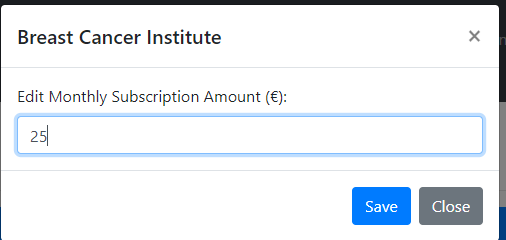 Breast Cancer Institute ×
Edit Monthly Subscription Amount (€):
25
Save Close